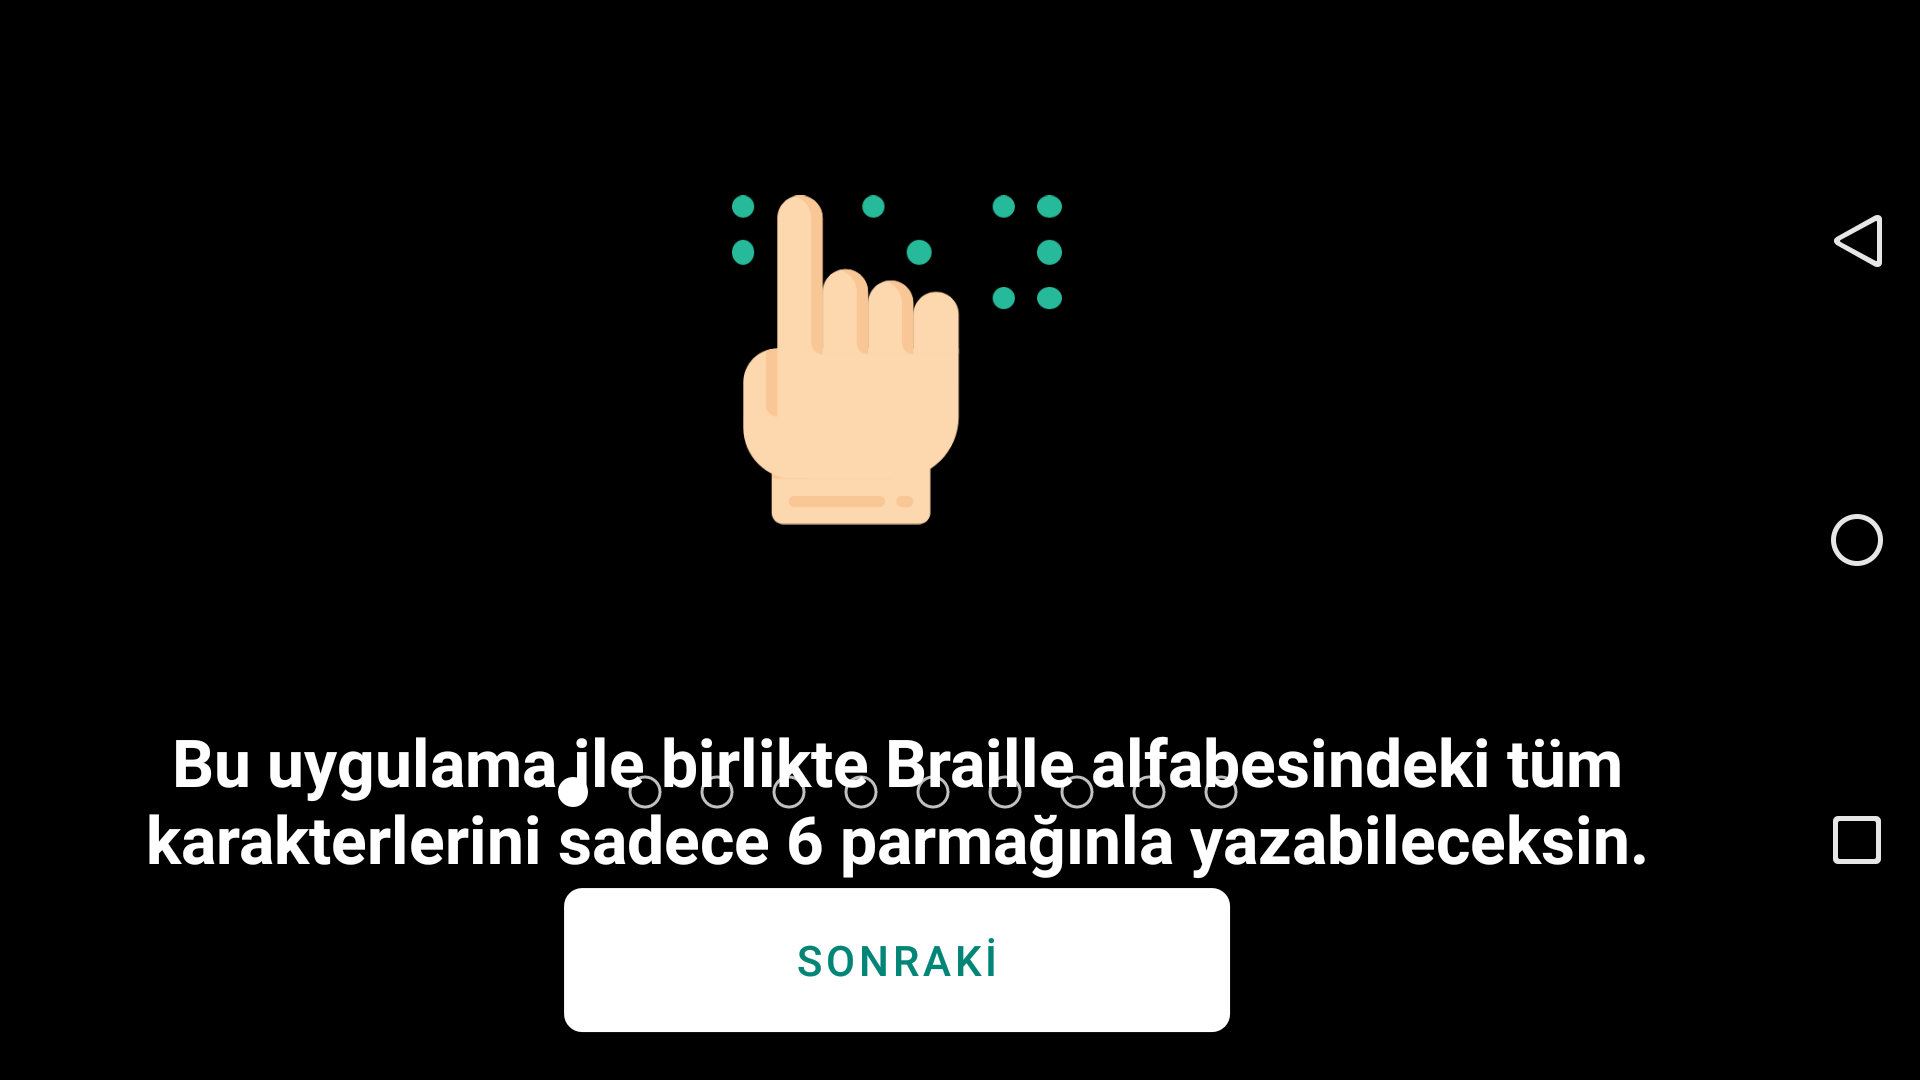 Bu uygulama ile birlikte Braille alfabesindeki tüm
karakterlerini sadece 6 parmağınla yazabileceksin.
SONRAKİ